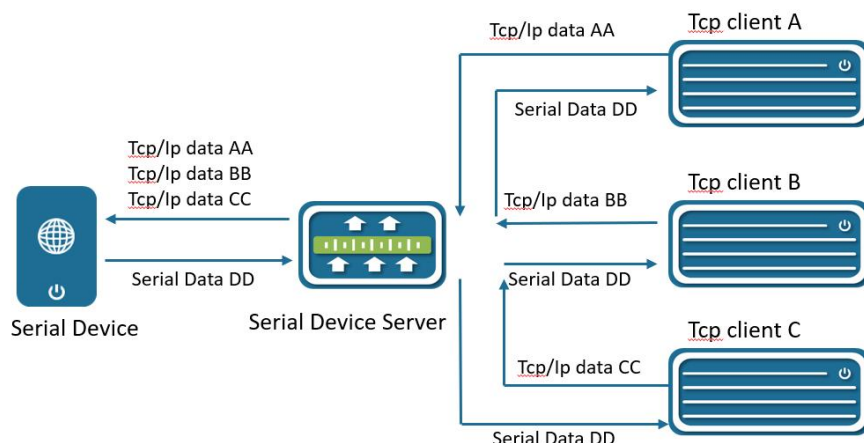 Tcp/Ip data AA
Tcp client A
Serial Data DD
Tcp/Ip data AA
Tcp/Ip data BB
Tcp/Ip data CC
Tcp client B
Tcp/Ip data BB
Serial Data DD
Serial Data DD
Serial Device
Serial Device Server
Tcp client C
Tcp/Ip data CC
Serial Data DD